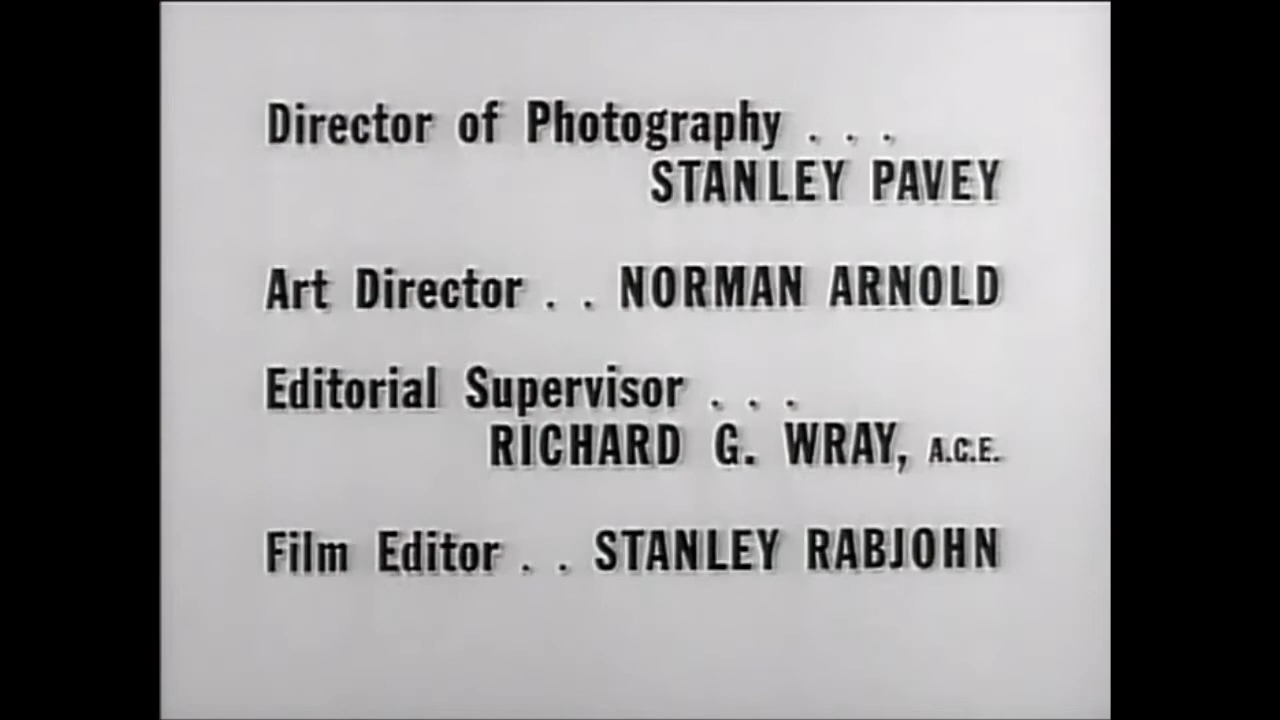 Director of Photography . . .
STANLEY PAVEY
Art Director . . NORMAN ARNOLD
Editorial Supervisor . . .
RICHARD G. WRAY, A.C.E.
Film Editor . . STANLEY RABJOHN